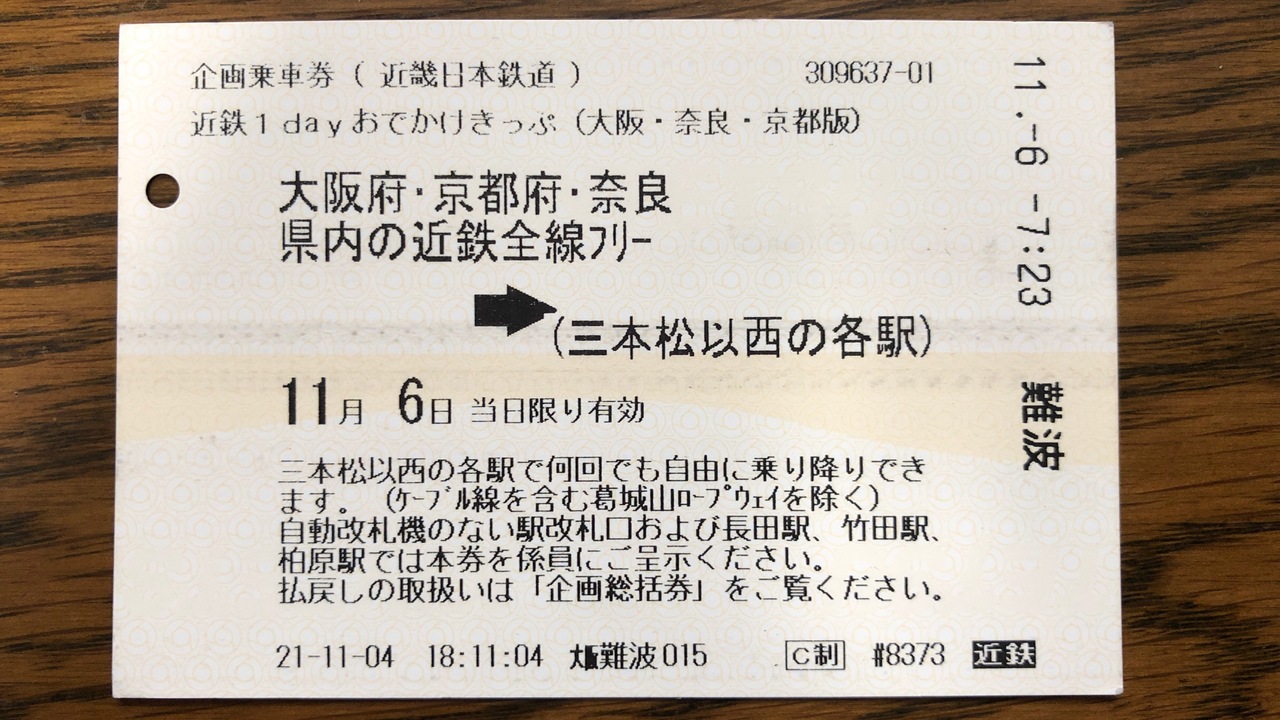 企画乗車券 ( 近畿日本鉄道 ) 309637-01
近鉄1dayおでかけきっぷ(大阪・奈良・京都版)
大阪府・京都府・奈良
県内の近鉄全線ﾌﾘｰ
(三本松以西の各駅)
11月 6日 当日限り有効
三本松以西の各駅で何回でも自由に乗り降りでき
ます。(ｹｰﾌﾞﾙ線を含む葛城山ﾛｰﾌﾟｳｪｲを除く)
自動改札機のない駅改札口および長田駅、竹田駅、
柏原駅では本券を係員にご呈示ください。
払戻しの取扱いは「企画総括券」をご覧ください。
21-11-04 18:11:04 大阪難波015 C制 #8373 近鉄
11.-6 -7:23 難波